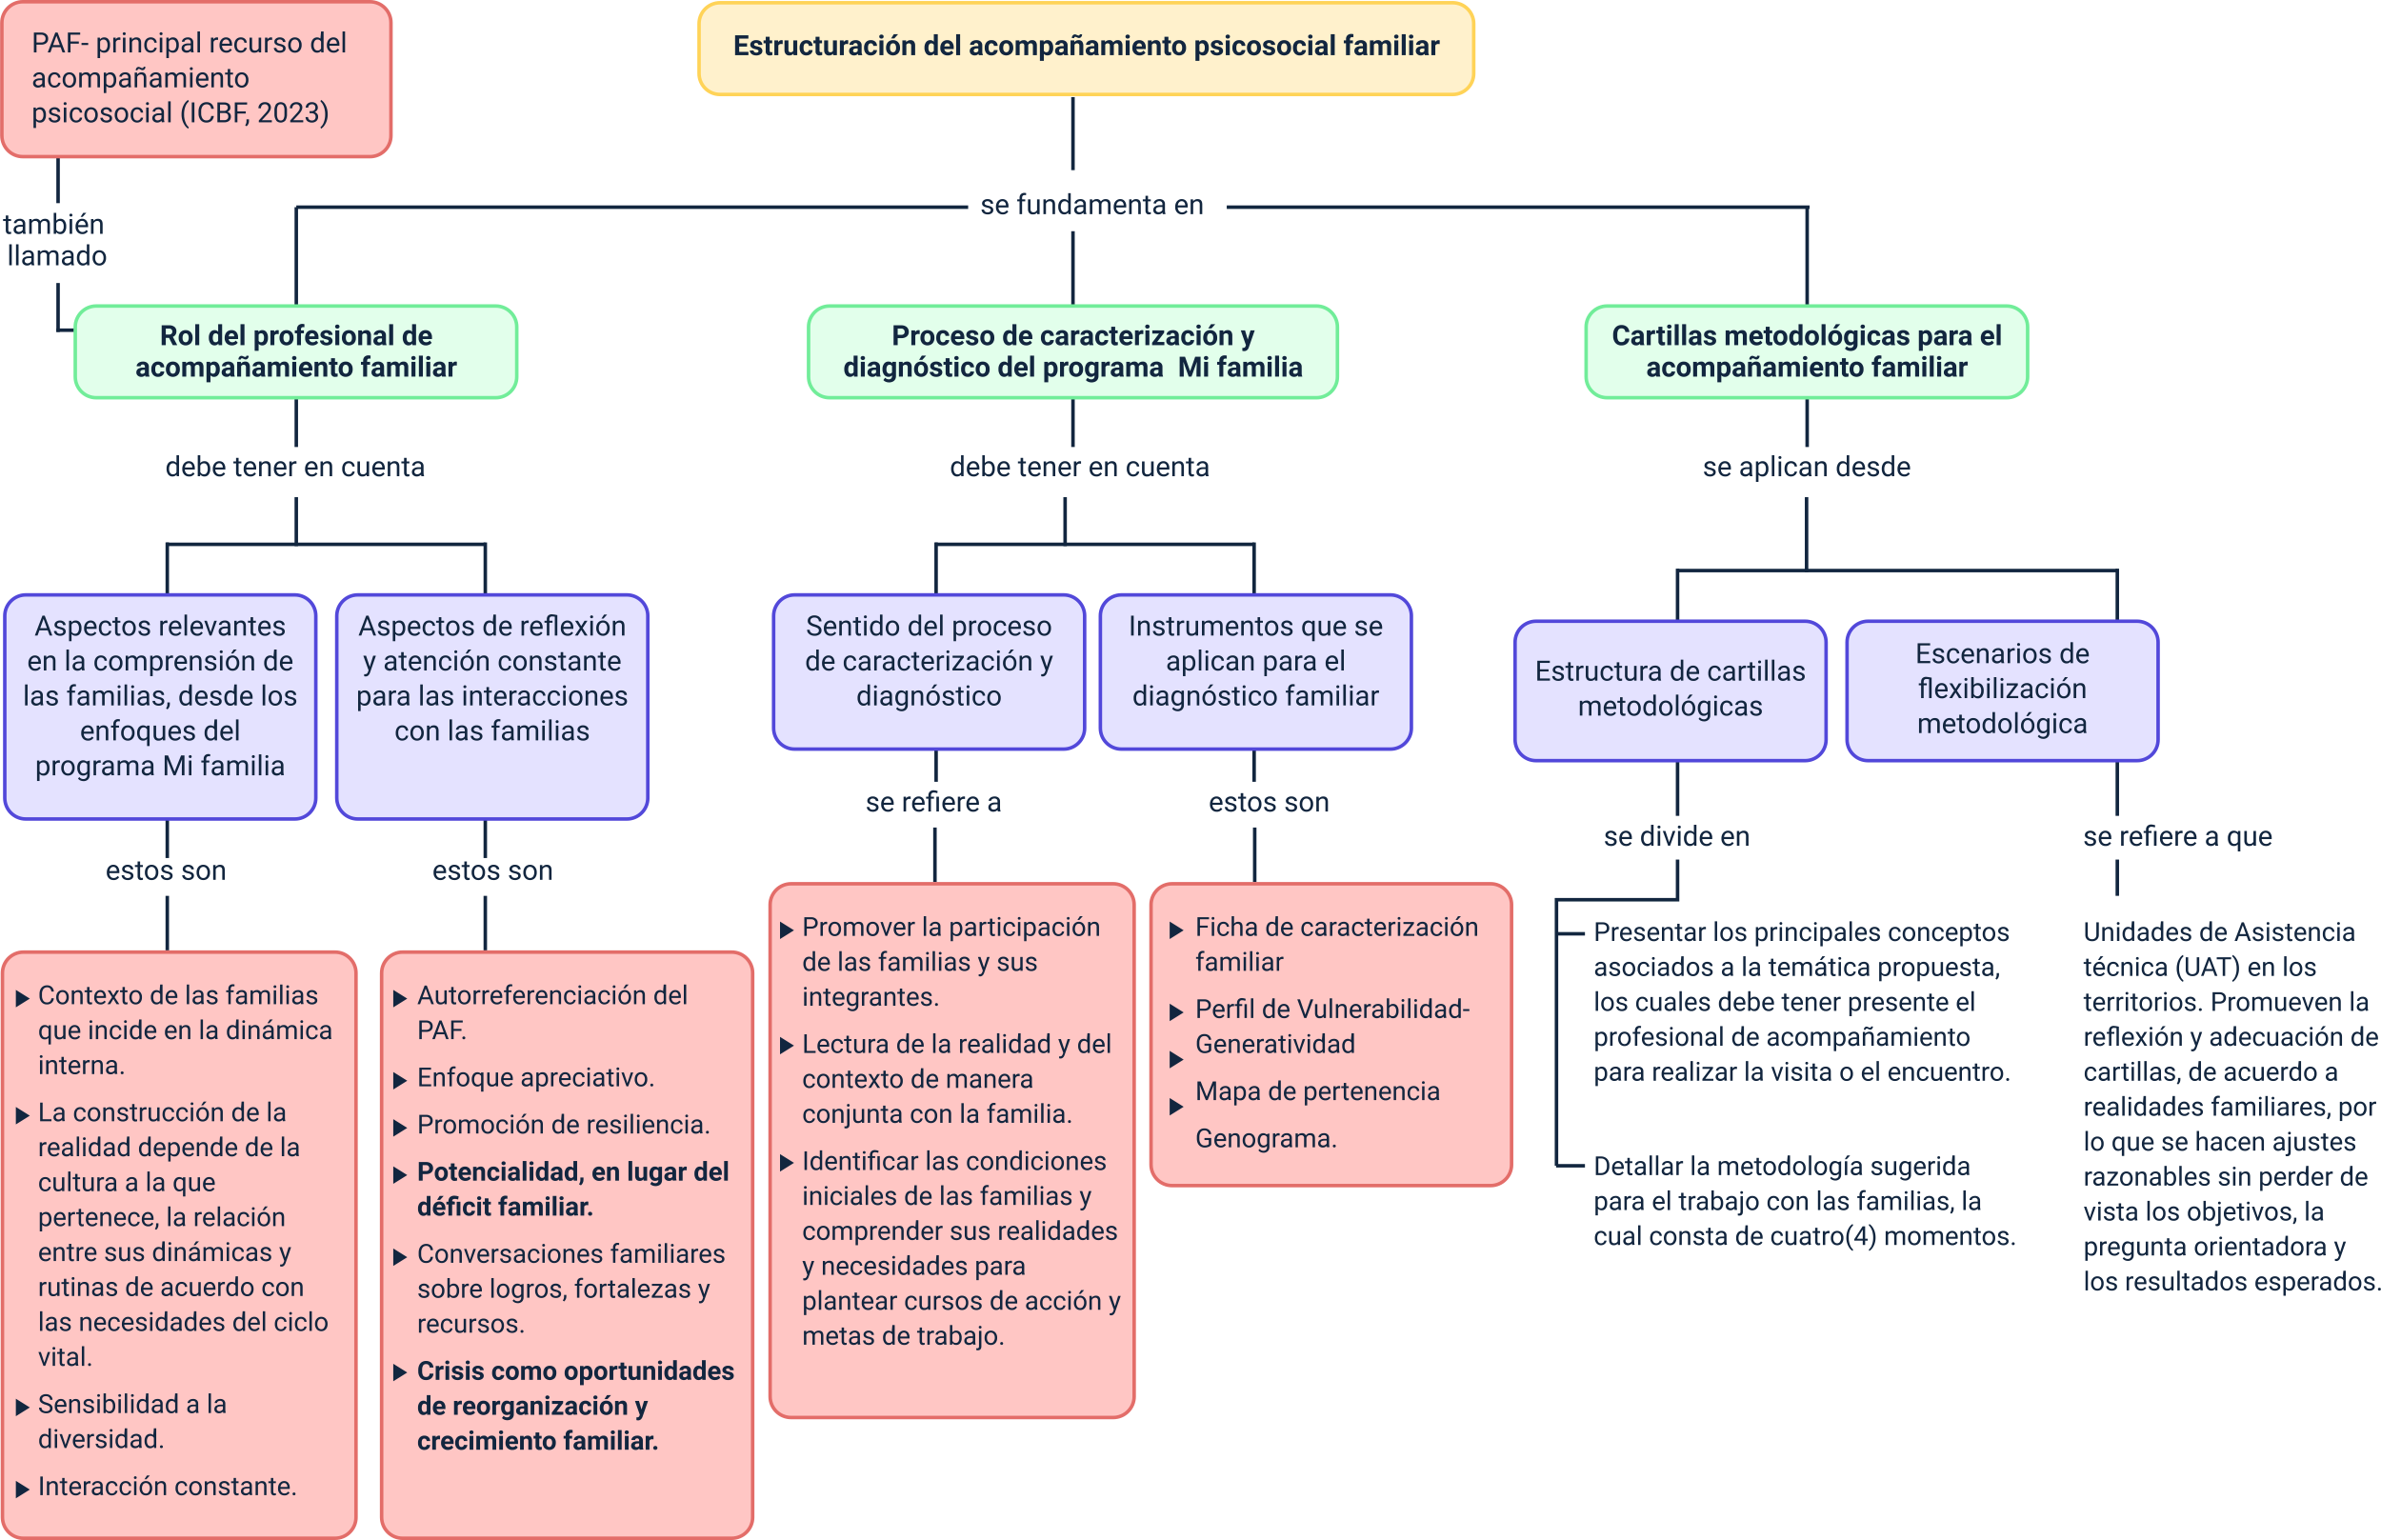 PAF- principal recurso del
acompañamiento
psicosocial (ICBF, 2023)
Estructuración del acompañamiento psicosocial familiar
también
llamado
se fundamenta en
Rol del profesional de
acompañamiento familiar
Proceso de caracterización y
diagnóstico del programa  Mi familia
Cartillas metodológicas para el
acompañamiento familiar
debe tener en cuenta
debe tener en cuenta
se aplican desde
Aspectos relevantes
en la comprensión de
las familias, desde los
enfoques del
programa Mi familia
Aspectos de reflexión
y atención constante
para las interacciones
con las familias
Sentido del proceso
de caracterización y
diagnóstico
Instrumentos que se
aplican para el
diagnóstico familiar
Estructura de cartillas
metodológicas
Escenarios de
flexibilización
metodológica
estos son
estos son
se refiere a
estos son
se divide en
se refiere a que
Contexto de las familias
que incide en la dinámica
interna.
La construcción de la
realidad depende de la
cultura a la que
pertenece, la relación
entre sus dinámicas y
rutinas de acuerdo con
las necesidades del ciclo
vital.
Sensibilidad a la
diversidad.
Interacción constante.
Autorreferenciación del
PAF.
Enfoque apreciativo.
Promoción de resiliencia.
Potencialidad, en lugar del
déficit familiar.
Conversaciones familiares
sobre logros, fortalezas y
recursos.
Crisis como oportunidades
de reorganización y
crecimiento familiar.
Promover la participación
de las familias y sus
integrantes.
Lectura de la realidad y del
contexto de manera
conjunta con la familia.
Identificar las condiciones
iniciales de las familias y
comprender sus realidades
y necesidades para
plantear cursos de acción y
metas de trabajo.
Ficha de caracterización
familiar
Perfil de Vulnerabilidad-
Generatividad
Mapa de pertenencia
Genograma.
Presentar los principales conceptos
asociados a la temática propuesta,
los cuales debe tener presente el
profesional de acompañamiento
para realizar la visita o el encuentro.
Detallar la metodología sugerida
para el trabajo con las familias, la
cual consta de cuatro(4) momentos.
Unidades de Asistencia
técnica (UAT) en los
territorios. Promueven la
reflexión y adecuación de
cartillas, de acuerdo a
realidades familiares, por
lo que se hacen ajustes
razonables sin perder de
vista los objetivos, la
pregunta orientadora y
los resultados esperados.